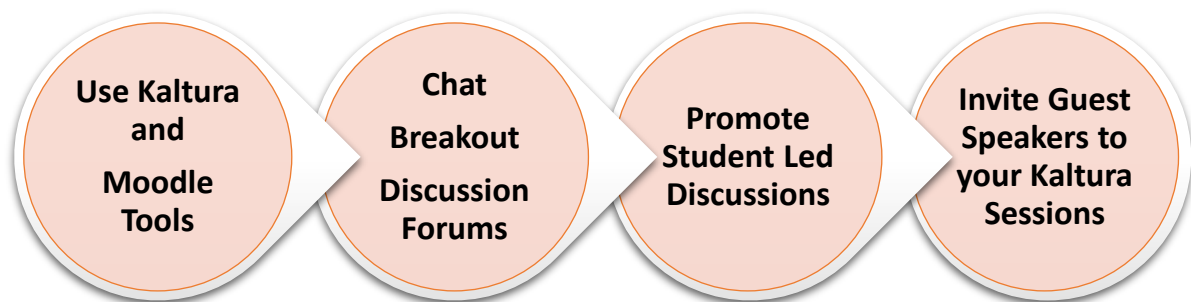 Use Kaltura
and
Moodle
Tools
Chat
Breakout
Discussion
Forums
Promote
Student Led
Discussions
Invite Guest
Speakers to
your Kaltura
Sessions